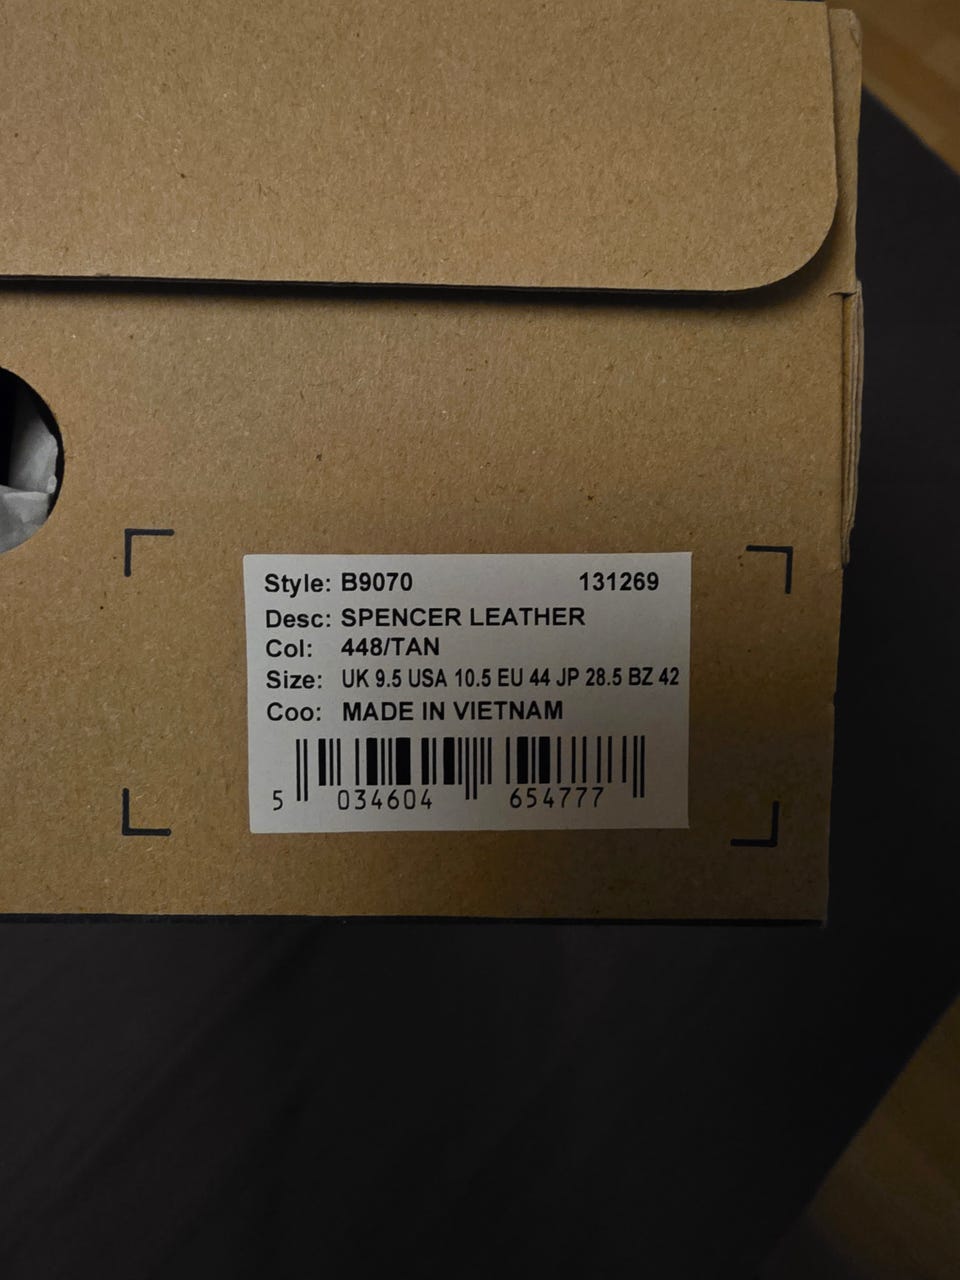 Style: B9070 131269
Desc: SPENCER LEATHER
Col: 448/TAN
Size: UK 9.5 USA 10.5 EU 44 JP 28.5 BZ 42
Coo: MADE IN VIETNAM
5 034604 654777